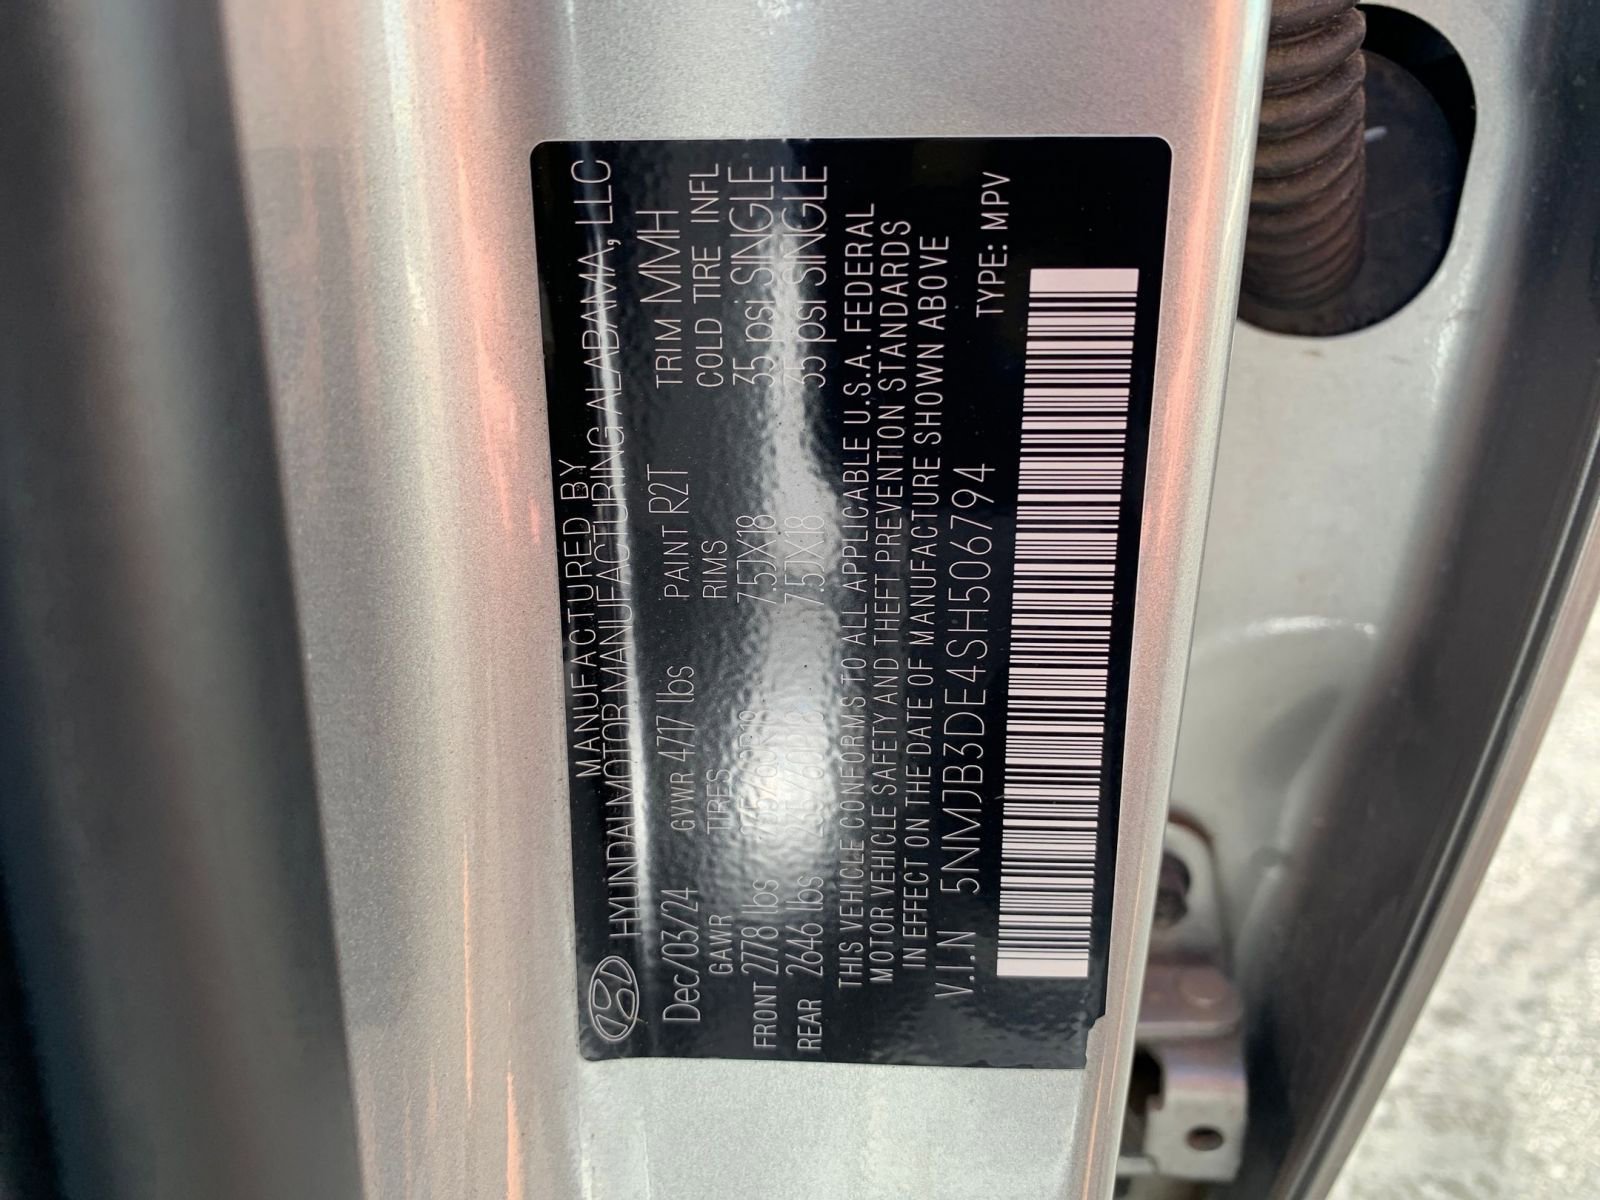 MANUFACTURED BY
HYUNDAI MOTOR MANUFACTURING ALABAMA, LLC
Dec/03/24 GVWR 4717 lbs PAINT R2T TRIM MMH
GAWR TIRES RIMS COLD TIRE INFL
FRONT 2778 lbs 7.5JX18 35 psi SINGLE
REAR 2646 lbs 7.5JX18 35 psi SINGLE
THIS VEHICLE CONFORMS TO ALL APPLICABLE U.S.A. FEDERAL
MOTOR VEHICLE SAFETY AND THEFT PREVENTION STANDARDS
IN EFFECT ON THE DATE OF MANUFACTURE SHOWN ABOVE
V.I.N 5NMJB3DE4SH506794
TYPE: MPV